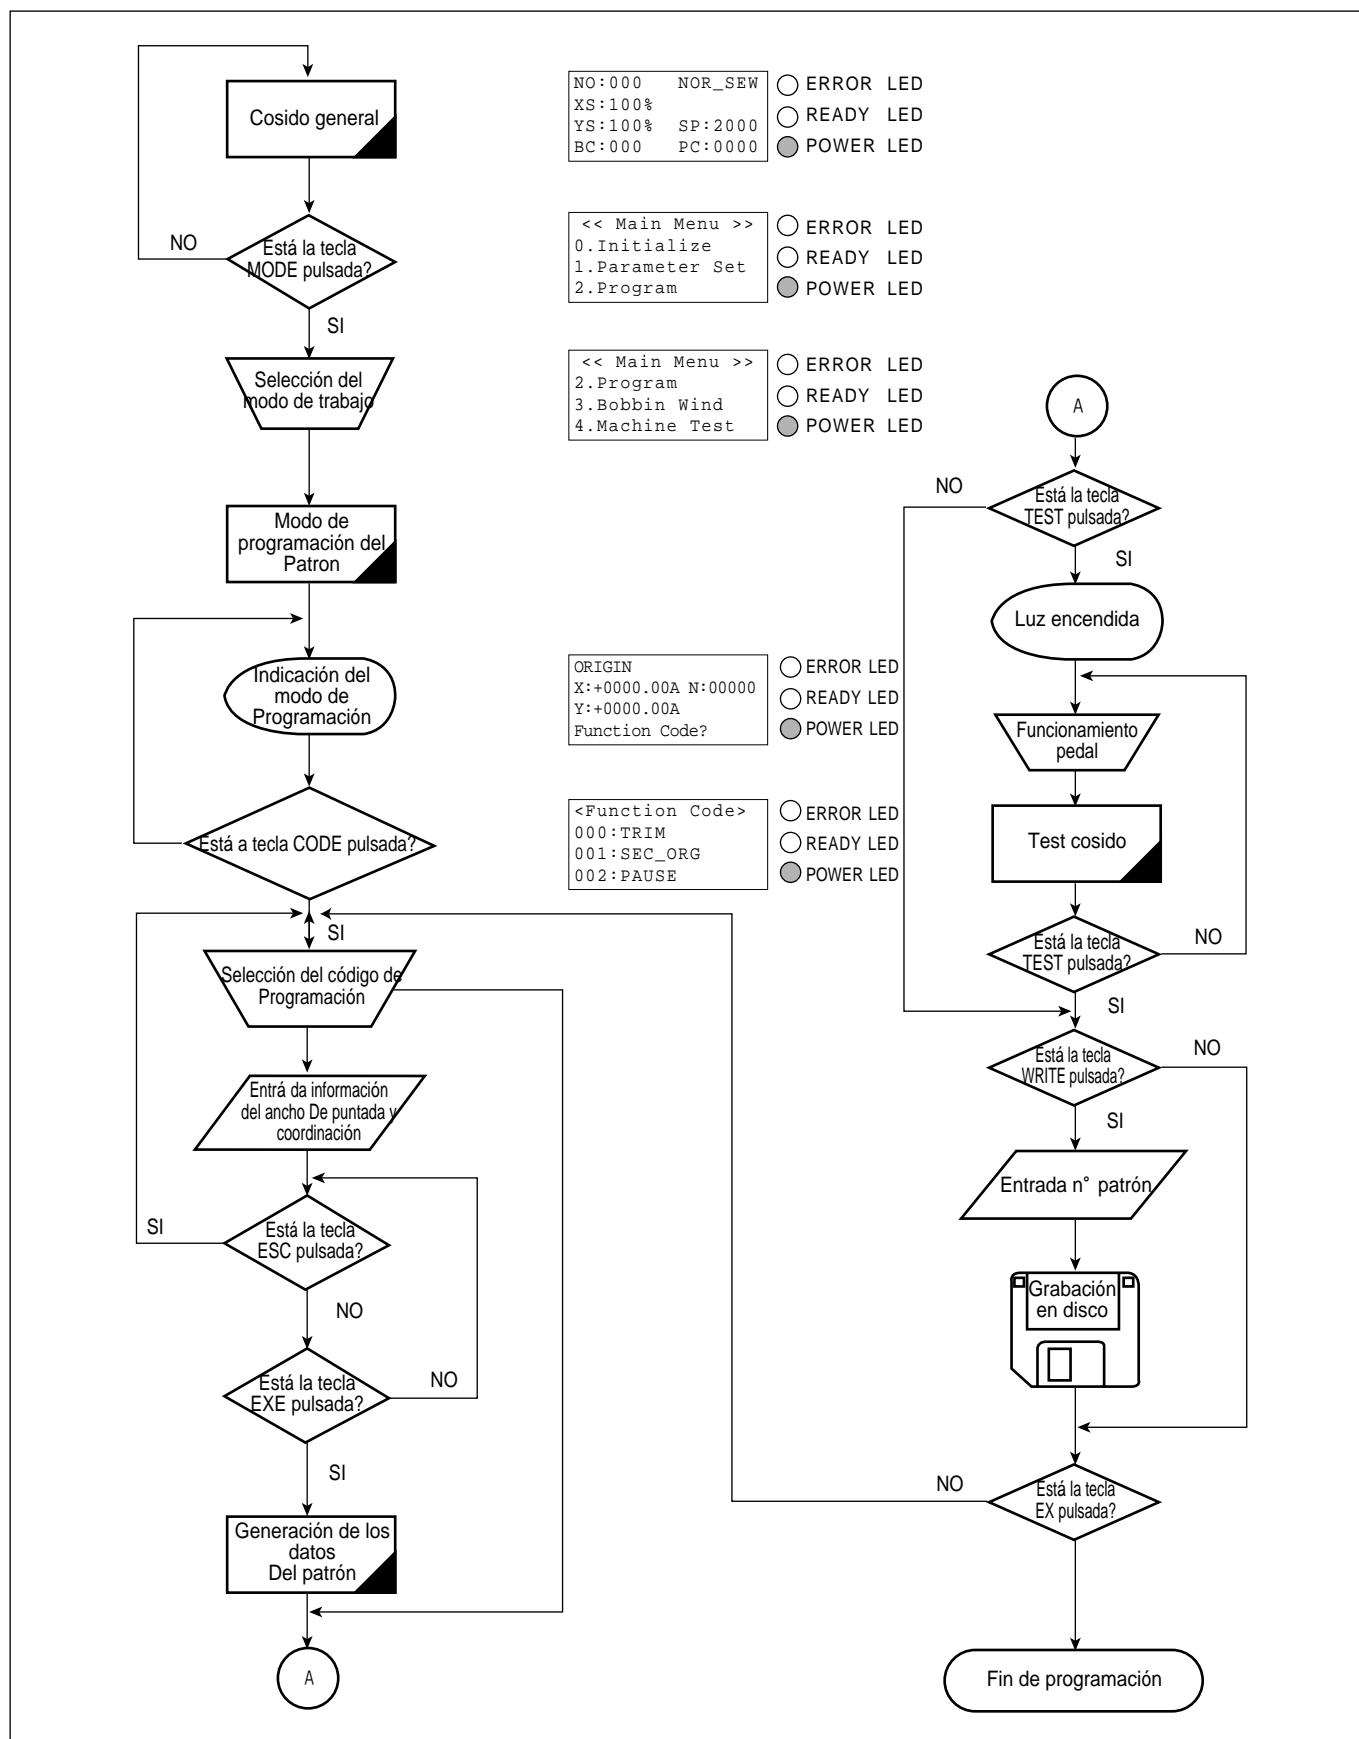 Cosido general
NO
Está la tecla
MODE pulsada?
SI
Selección del
modo de trabajo
Modo de
programación del
Patron
Indicación del
modo de
Programación
Está a tecla CODE pulsada?
SI
Selección del código de
Programación
Entrá da información
del ancho De puntada y
coordinación
SI
Está la tecla
ESC pulsada?
NO
Está la tecla
EXE pulsada?
NO
SI
Generación de los
datos
Del patrón
A
NO:000 NOR_SEW
XS:100%
YS:100% SP:2000
BC:000 PC:0000
ERROR LED
READY LED
POWER LED
<< Main Menu >>
0.Initialize
1.Parameter Set
2.Program
ERROR LED
READY LED
POWER LED
<< Main Menu >>
2.Program
3.Bobbin Wind
4.Machine Test
ERROR LED
READY LED
POWER LED
ORIGIN
X:+0000.00A N:00000
Y:+0000.00A
Function Code?
ERROR LED
READY LED
POWER LED
<Function Code>
000:TRIM
001:SEC_ORG
002:PAUSE
ERROR LED
READY LED
POWER LED
A
NO
Está la tecla
TEST pulsada?
SI
Luz encendida
Funcionamiento
pedal
Test cosido
Está la tecla
TEST pulsada?
NO
SI
Está la tecla
WRITE pulsada?
NO
SI
Entrada n° patrón
Grabación
en disco
NO
Está la tecla
EX pulsada?
Fin de programación